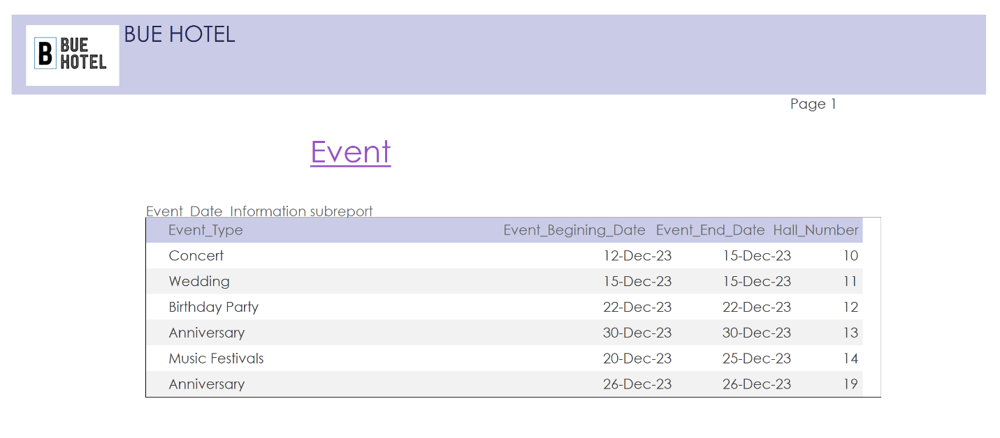 B BUE HOTEL
BUE HOTEL
Page 1
Event
Event_Date_Information subreport
Event_Type Event_Begining_Date Event_End_Date Hall_Number
Concert 12-Dec-23 15-Dec-23 10
Wedding 15-Dec-23 15-Dec-23 11
Birthday Party 22-Dec-23 22-Dec-23 12
Anniversary 30-Dec-23 30-Dec-23 13
Music Festivals 20-Dec-23 25-Dec-23 14
Anniversary 26-Dec-23 26-Dec-23 19